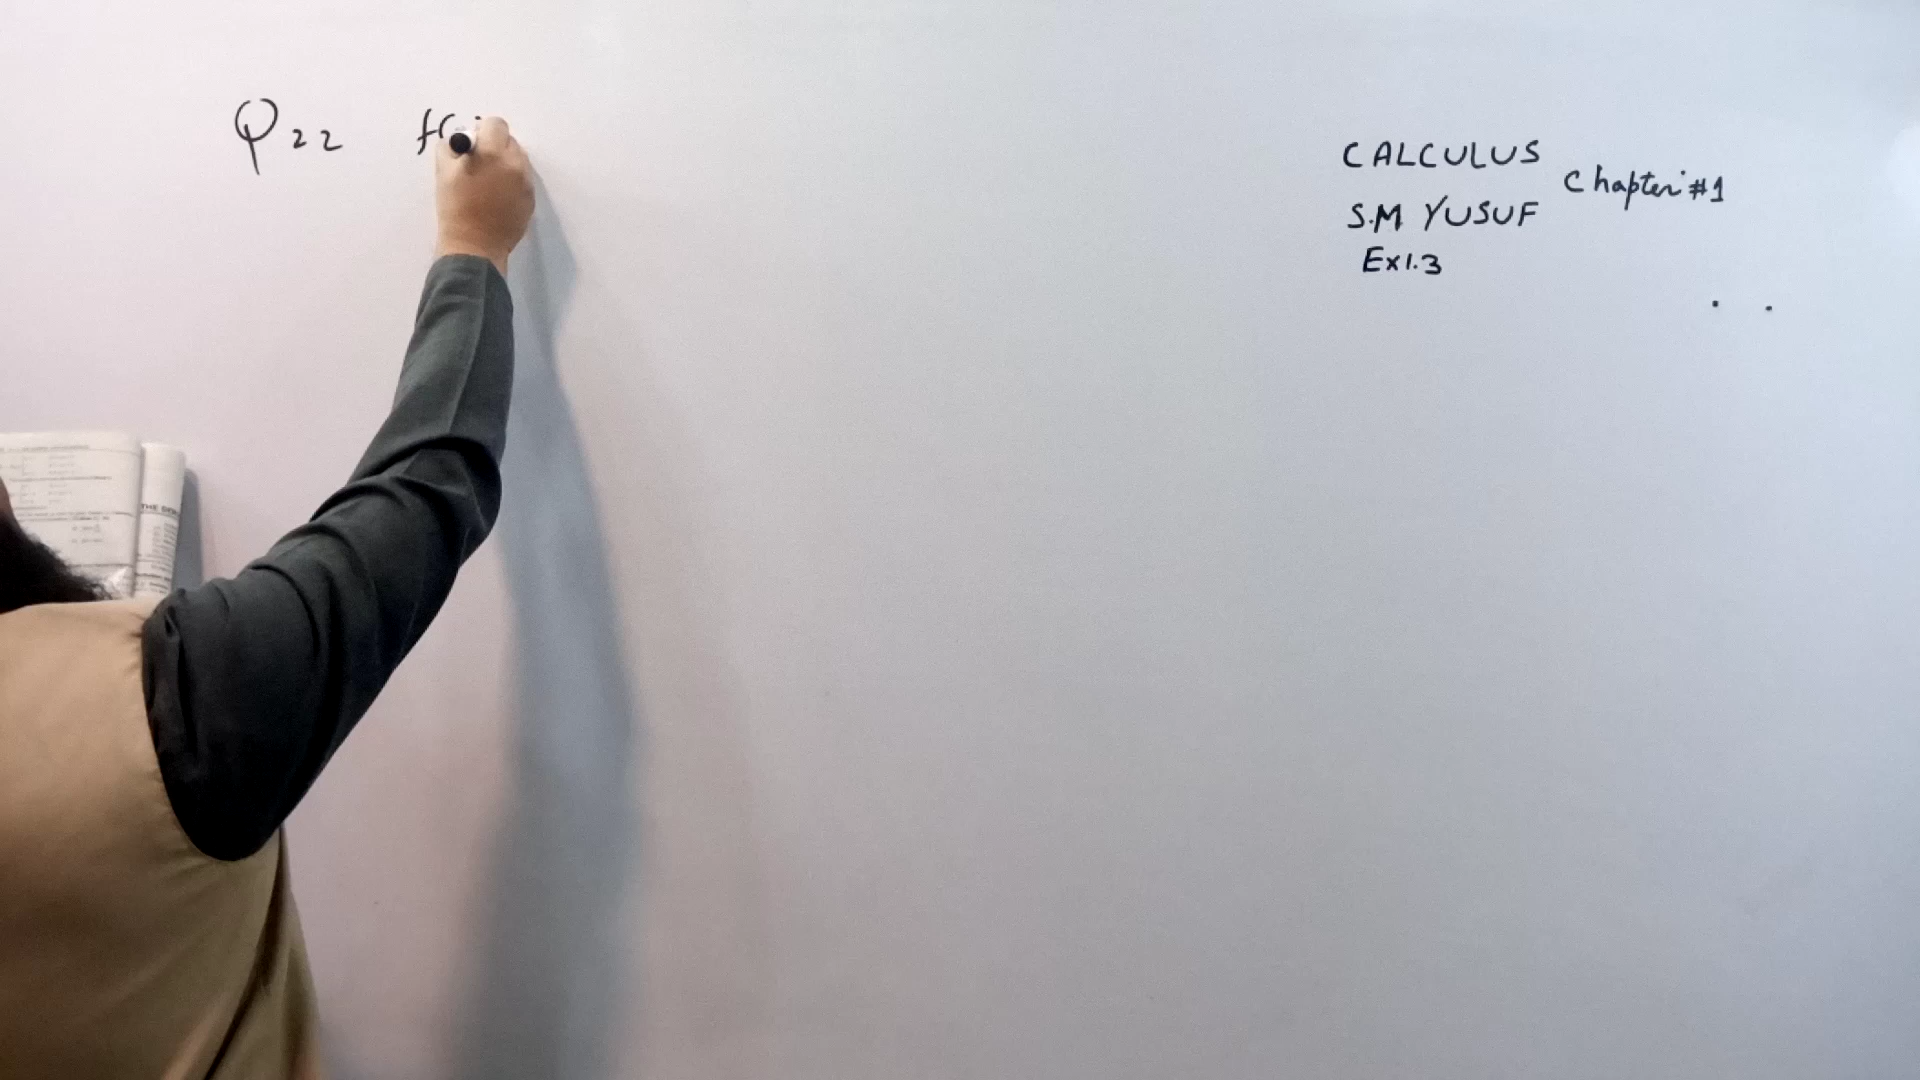 Q22 f(
CALCULUS
Chapter #1
S.M YUSUF
Ex1.3